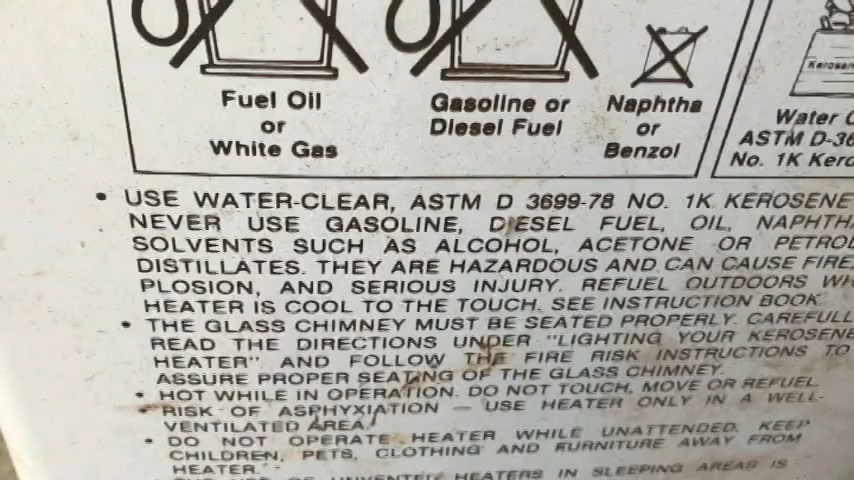 Fuel Oil
or
White Gas
Gasoline or
Diesel Fuel
Naphtha
or
Benzol
Kerosen
Water C
ASTM D-36
No. 1K Kero
• USE WATER-CLEAR, ASTM D 3699-78 NO. 1K KEROSENE
NEVER USE GASOLINE, DIESEL FUEL, OIL, NAPHTHA
SOLVENTS SUCH AS ALCOHOL, ACETONE OR PETROL
DISTILLATES. THEY ARE HAZARDOUS AND CAN CAUSE FIRE,
PLOSION, AND SERIOUS INJURY. REFUEL OUTDOORS WH
HEATER IS COOL TO THE TOUCH. SEE INSTRUCTION BOOK.
• THE GLASS CHIMNEY MUST BE SEATED PROPERLY. CAREFULL
READ THE DIRECTIONS UNDER "LIGHTING YOUR KEROSENE
HEATER" AND FOLLOW THE FIRE RISK INSTRUCTIONS TO
ASSURE PROPER SEATING OF THE GLASS CHIMNEY.
• HOT WHILE IN OPERATION. DO NOT TOUCH, MOVE OR REFUEL
• RISK OF ASPHYXIATION — USE HEATER ONLY IN A WELL-
VENTILATED AREA.
• DO NOT OPERATE HEATER WHILE UNATTENDED. KEEP
CHILDREN, PETS, CLOTHING AND FURNITURE AWAY FROM
HEATER.
USE OF UNVENTED HEATERS IN SLEEPING AREAS IS